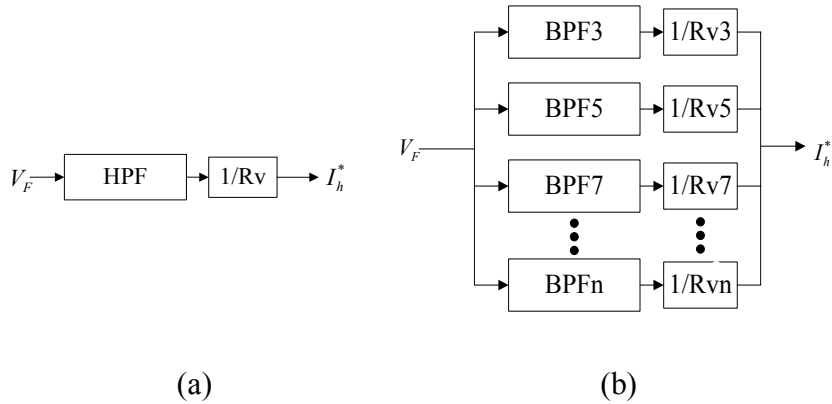 V_F
HPF
1/Rv
I_h^*
(a)
V_F
BPF3
1/Rv3
BPF5
1/Rv5
BPF7
1/Rv7
BPFn
1/Rvn
I_h^*
(b)